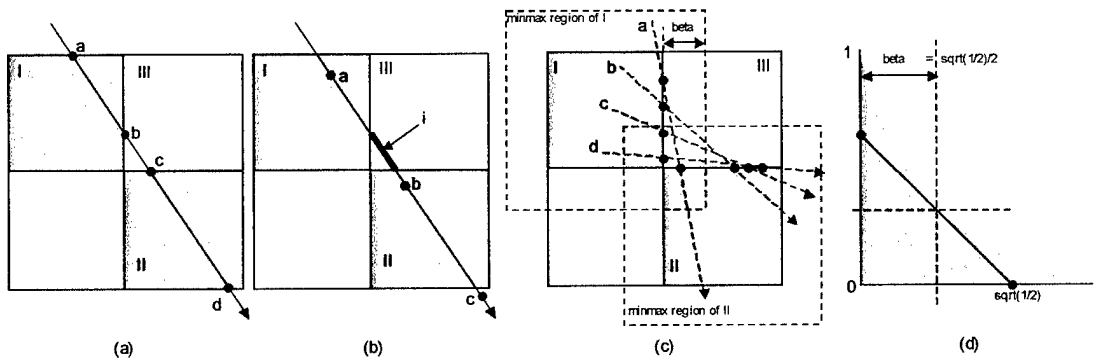 a
I
III
b
c
II
d
(a)
I
III
a
i
b
II
c
(b)
minmax region of I
a
beta
III
b
c
d
II
minmax region of II
(c)
1
beta = sqrt(1/2)/2
0
sqrt(1/2)
(d)